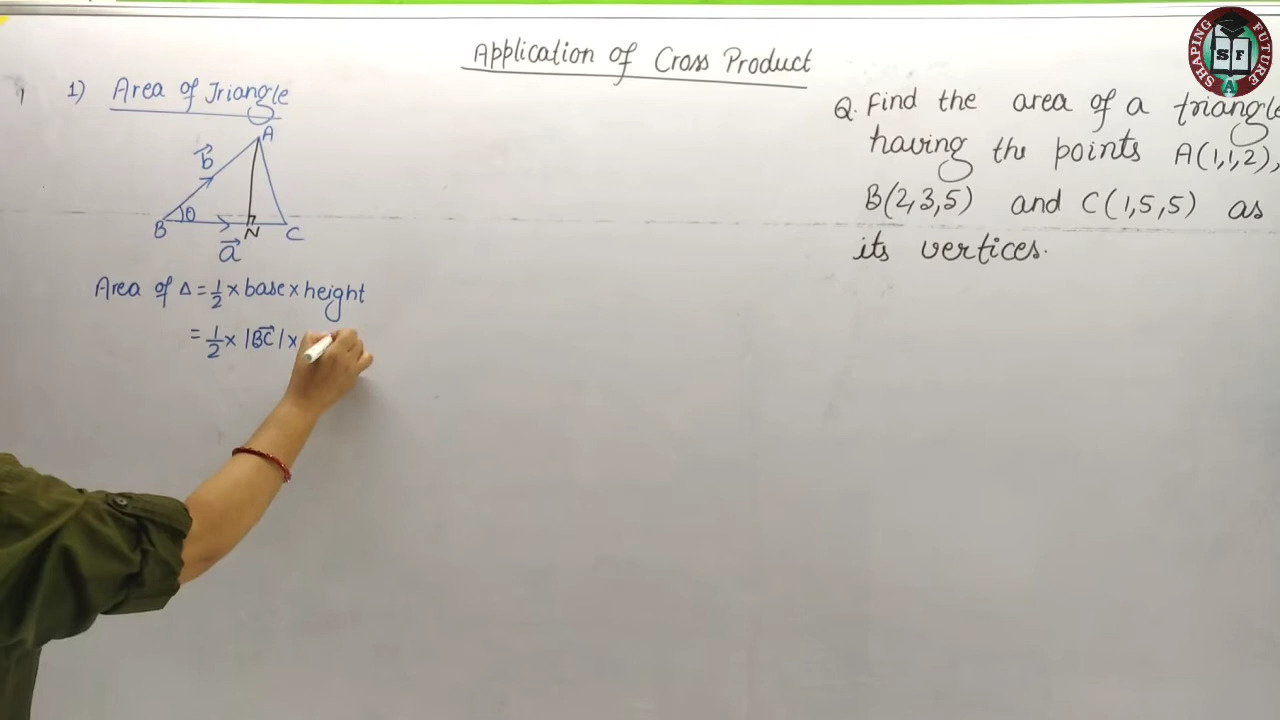 Application of Cross Product
1) Area of Triangle
A
b
B θ N C
a
Area of Δ = 1/2 × base × height
= 1/2 × |BC| ×
Q. Find the area of a triangle
having the points A(1,1,2),
B(2,3,5) and C(1,5,5) as
its vertices.
SHAPING FUTURE
SF
A